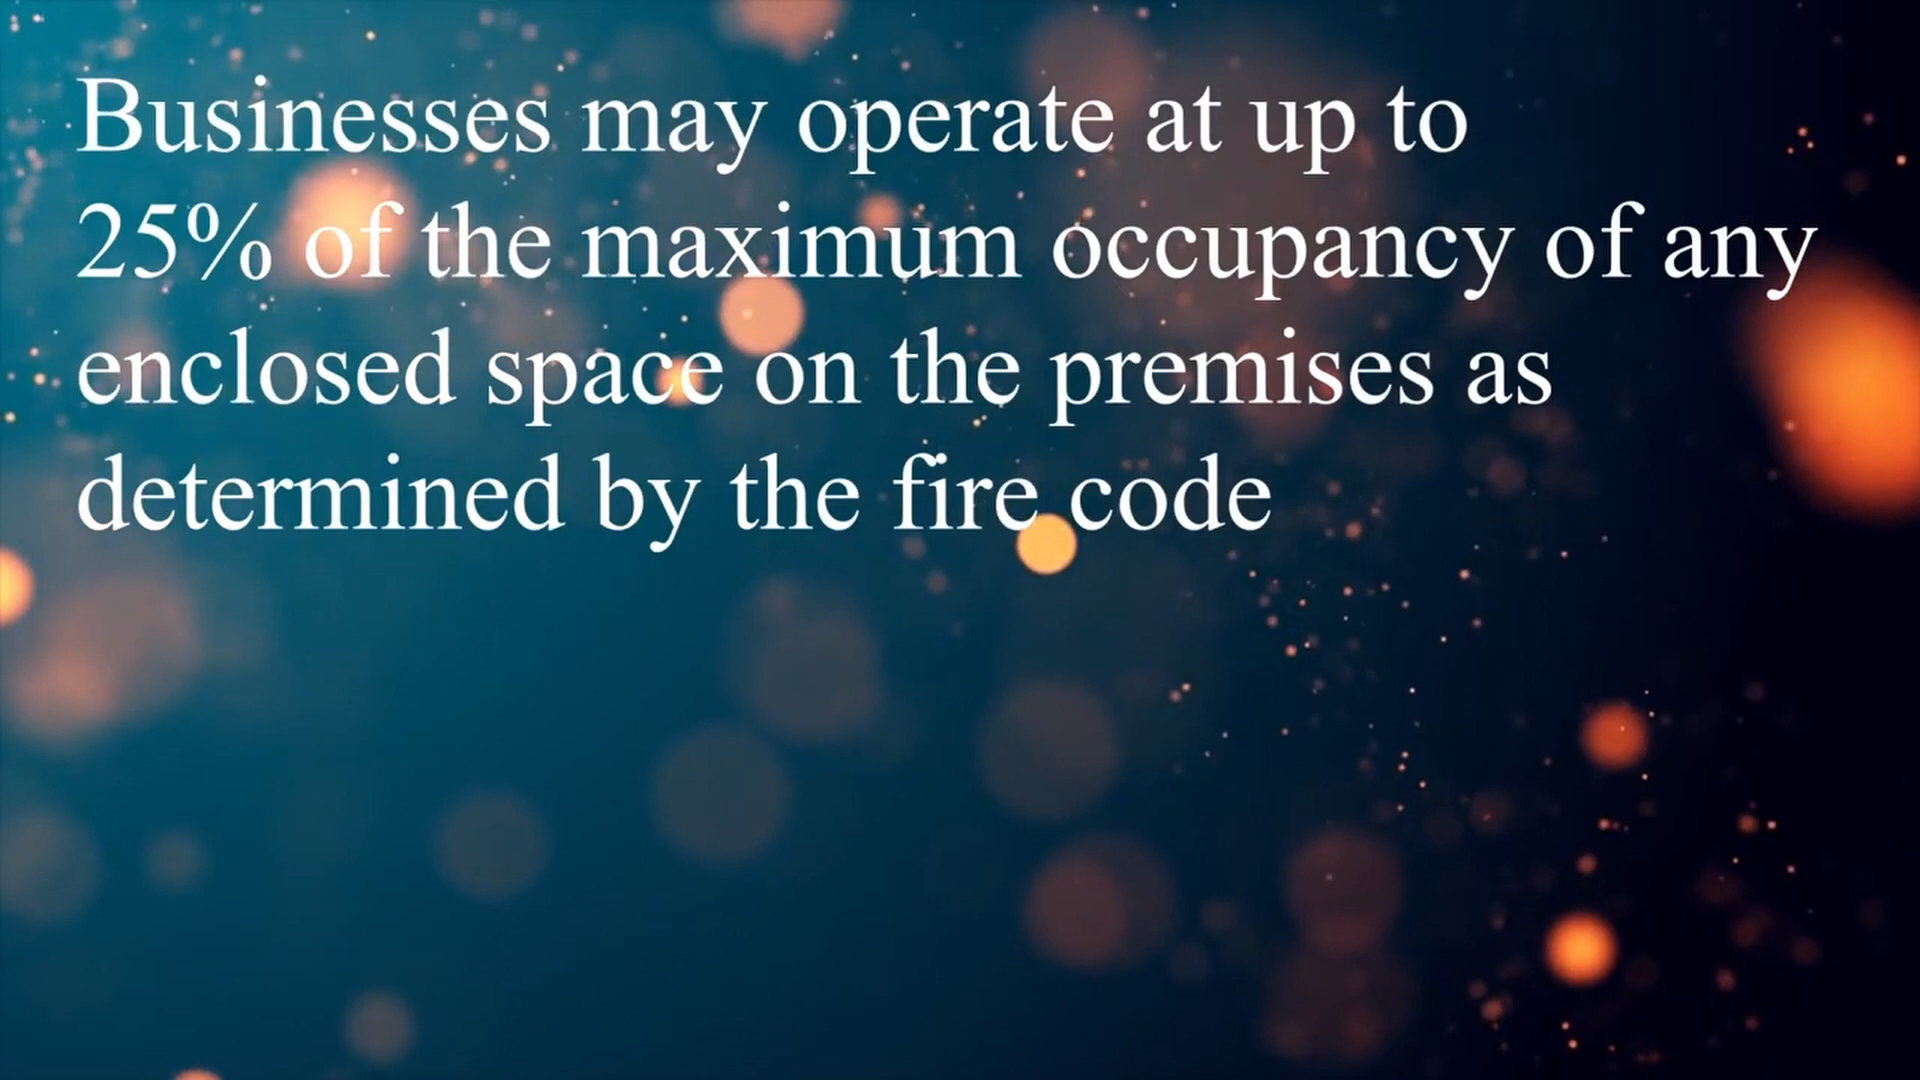 Businesses may operate at up to
25% of the maximum occupancy of any
enclosed space on the premises as
determined by the fire code